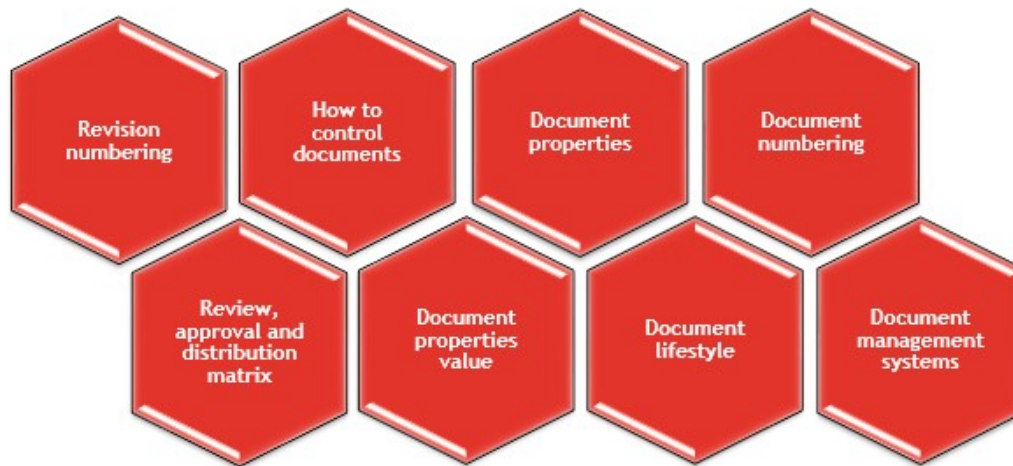 Revision
numbering
How to
control
documents
Document
properties
Document
numbering
Review,
approval and
distribution
matrix
Document
properties
value
Document
lifestyle
Document
management
systems